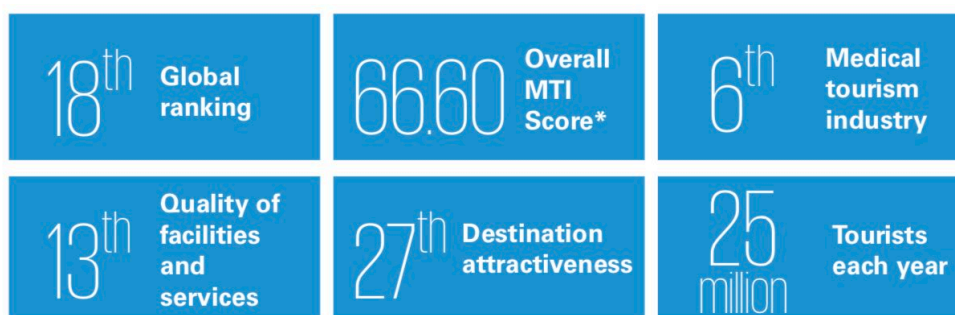 18th Global
ranking
66.60 Overall
MTI
Score*
6th Medical
tourism
industry
13th Quality of
facilities
and
services
27th Destination
attractiveness
25
million
Tourists
each year